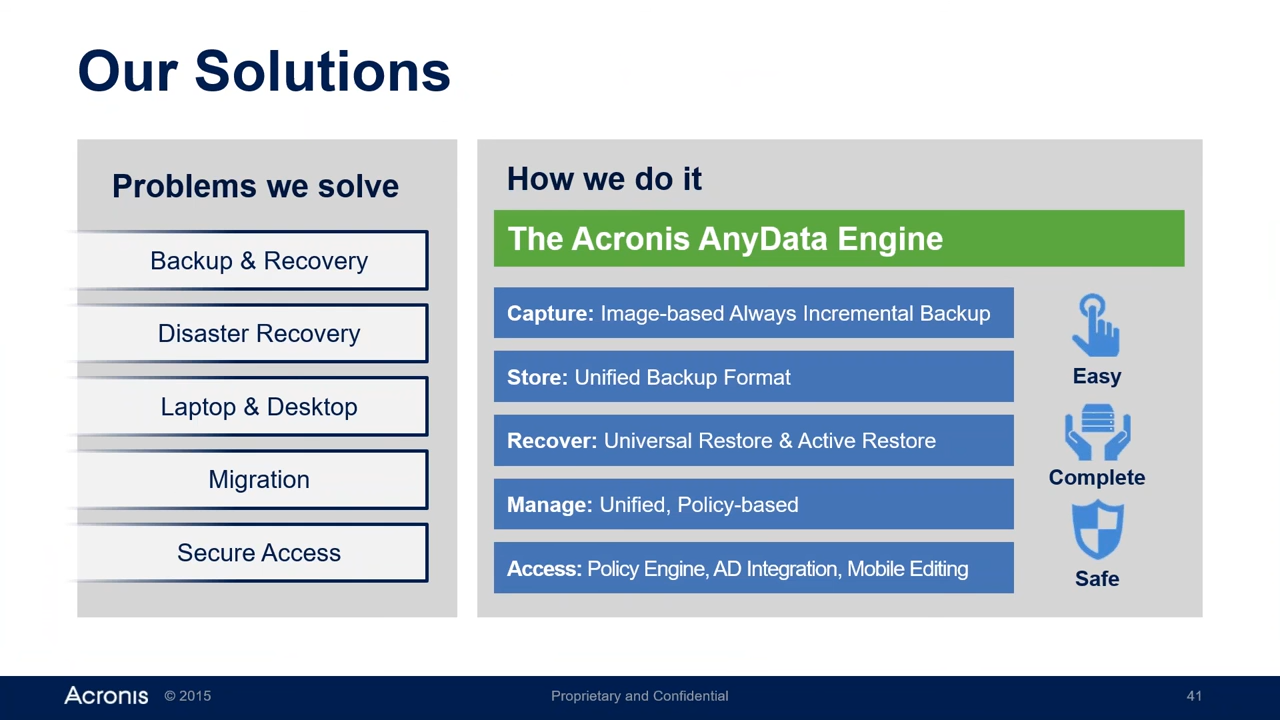 Our Solutions
Problems we solve
Backup & Recovery
Disaster Recovery
Laptop & Desktop
Migration
Secure Access
How we do it
The Acronis AnyData Engine
Capture: Image-based Always Incremental Backup
Store: Unified Backup Format
Recover: Universal Restore & Active Restore
Manage: Unified, Policy-based
Access: Policy Engine, AD Integration, Mobile Editing
Easy
Complete
Safe
Acronis © 2015 Proprietary and Confidential 41